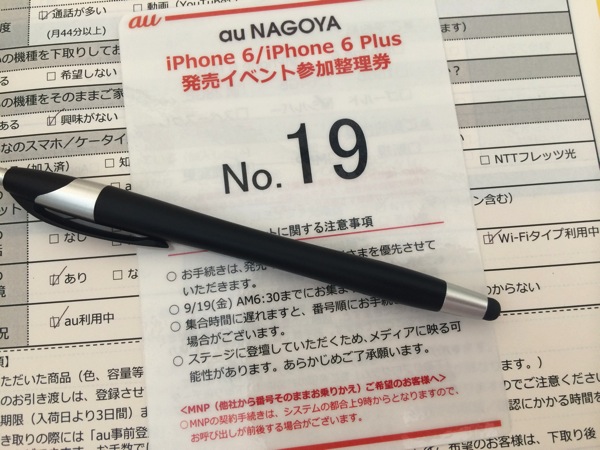 通話が多い
(月44分以上)
動画（YouTube
の機種を下取りし
希望しない
の機種をそのままご家
ある
興味がない
なのスマホ／ケータイ
(加入済)
なし
あり
au利用中
au
au NAGOYA
iPhone 6/iPhone 6 Plus
発売イベント参加整理券
No. 19
に関する注意事項
○ お手続きは、発売
さまを優先させて
いただきます。
○ 9/19(金) AM6:30までにお集ま
○ 集合時間に遅れますと、番号順にお手続き
場合がございます。
○ ステージに登壇していただくため、メディアに映る可
能性があります。あらかじめご了承願います。
<MNP（他社から番号そのままお乗りかえ）ご希望のお客様へ>
○MNPの契約手続きは、システムの都合上9時からとなりますので、
お呼び出しが前後する場合がございます。
か？
NTTフレッツ光
含む）
Wi-Fiタイプ利用中
からない
ただいた商品（色、容量等
のお引き渡しは、登録させ
期限（入荷日より3日間）ま
き取りの際には「au事前登
でご注意ください
認にかかる時間を
希望のお客様は、下取り後